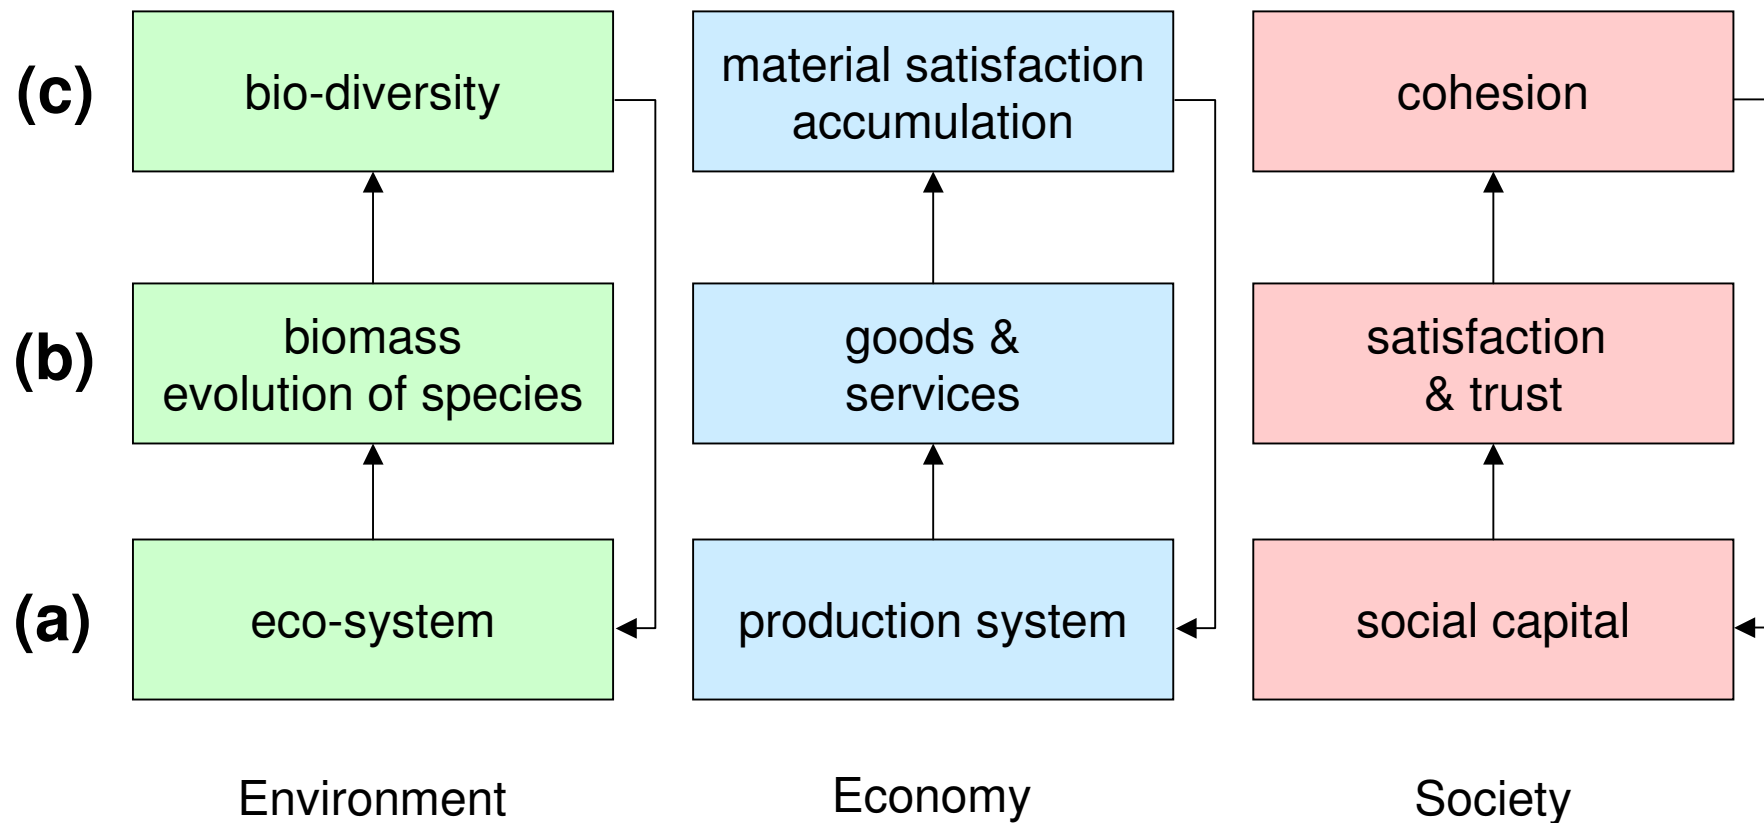 (c)
bio-diversity
material satisfaction
accumulation
cohesion
(b)
biomass
evolution of species
goods &
services
satisfaction
& trust
(a)
eco-system
production system
social capital
Environment
Economy
Society